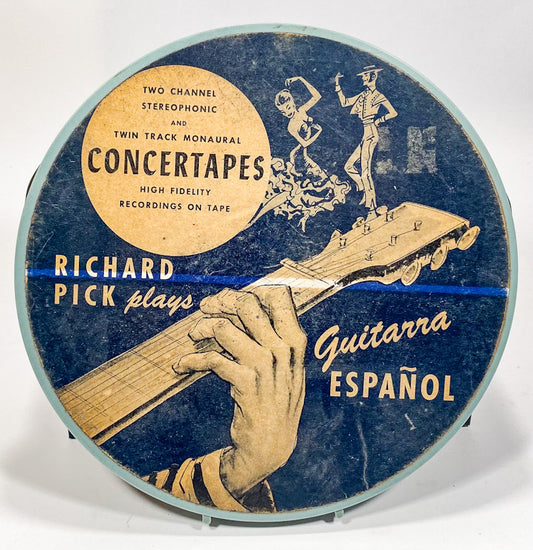 TWO CHANNEL
STEREOPHONIC
AND
TWIN TRACK MONAURAL
CONCERTAPES
HIGH FIDELITY
RECORDINGS ON TAPE
RICHARD
PICK plays
Guitarra
ESPAÑOL